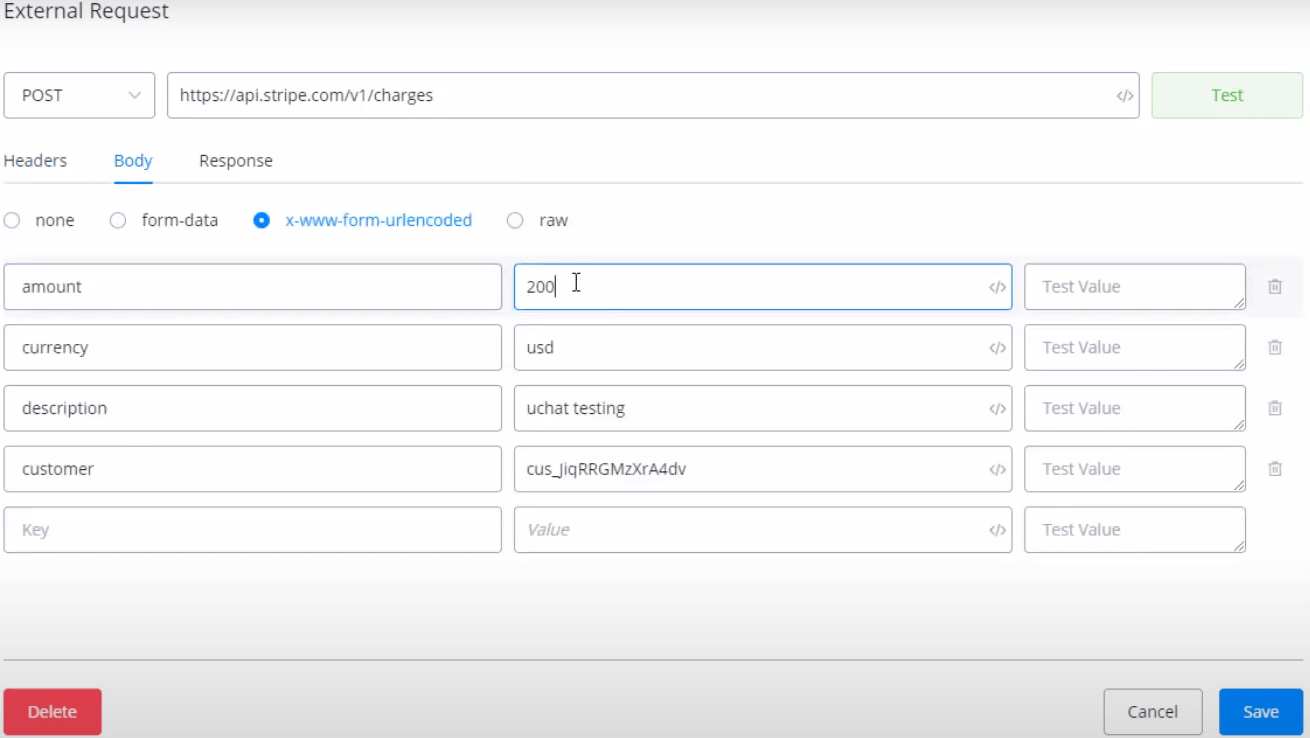 External Request
POST https://api.stripe.com/v1/charges </> Test
Headers Body Response
none form-data x-www-form-urlencoded raw
amount 200 </> Test Value
currency usd </> Test Value
description uchat testing </> Test Value
customer cus_JiqRRGMzXrA4dv </> Test Value
Key Value </> Test Value
Delete Cancel Save